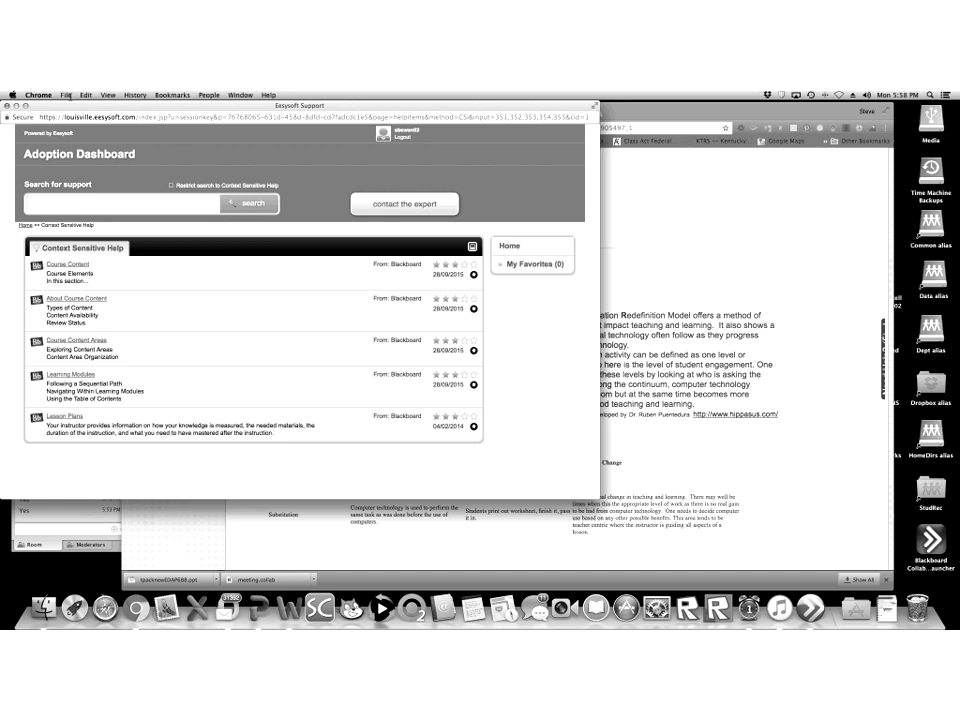 Chrome File Edit View History Bookmarks People Window Help
Mon 5:58 PM
Easysoft Support
Steve
Secure
Powered by Easysoft
Logout
Adoption Dashboard
Search for support
Restrict search to Context Sensitive Help
search
contact the expert
Home >> Context Sensitive Help
Context Sensitive Help
Home
My Favorites (0)
Course Content
From: Blackboard
Course Elements
28/09/2015
In this section...
About Course Content
From: Blackboard
Types of Content
28/09/2015
Content Availability
Review Status
Course Content Areas
From: Blackboard
Exploring Content Areas
28/09/2015
Content Area Organization
Learning Modules
From: Blackboard
Following a Sequential Path
28/09/2015
Navigating Within Learning Modules
Using the Table of Contents
Lesson Plans
From: Blackboard
Your instructor provides information on how your knowledge is measured, the needed materials, the
04/02/2014
duration of the instruction, and what you need to have mastered after the instruction.
Class Act Federal...
KTRS — Kentucky...
Google Maps
Other Bookmarks
ation Redefinition Model offers a method of
t impact teaching and learning. It also shows a
al technology often follow as they progress
hnology.
n activity can be defined as one level or
o here is the level of student engagement. One
these levels by looking at who is asking the
ong the continuum, computer technology
om but at the same time becomes more
od teaching and learning.
eloped by Dr. Ruben Puentedura http://www.hippasus.com/
Change
al change in teaching and learning. There may well be
times when this the appropriate level of work as there is no real gain
to be had from computer technology. One needs to decide computer
use based on any other possible benefits. This area tends to be
teacher centric where the instructor is guiding all aspects of a
lesson.
Substitution
Computer technology is used to perform the
same task as was done before the use of
computers.
Students print out worksheet, finish it, pass
it in.
Yes
Yes
5:53 PM
Room
Moderators
tpacknewEDAP688.ppt
meeting.collab
Show All
Media
Time Machine
Backups
Common alias
Data alias
Dept alias
Dropbox alias
HomeDirs alias
StudRec
Blackboard
Collab...auncher